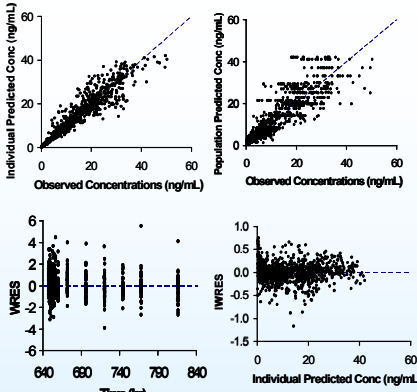 Individual Predicted Conc (ng/mL)
60
40
20
0
0 20 40 60
Observed Concentrations (ng/mL)
Population Predicted Conc (ng/mL)
60
40
20
0
0 20 40 60
Observed Concentrations (ng/mL)
WRES
6
4
2
0
-2
-4
-6
640 690 740 790 840
IWRES
1.0
0.5
0.0
-0.5
-1.0
-1.5
0 20 40 60
Individual Predicted Conc (ng/mL